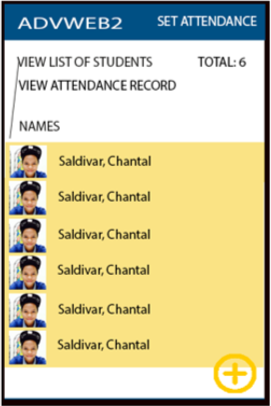 ADVWEB2 SET ATTENDANCE
VIEW LIST OF STUDENTS TOTAL: 6
VIEW ATTENDANCE RECORD
NAMES
Saldivar, Chantal
Saldivar, Chantal
Saldivar, Chantal
Saldivar, Chantal
Saldivar, Chantal
Saldivar, Chantal